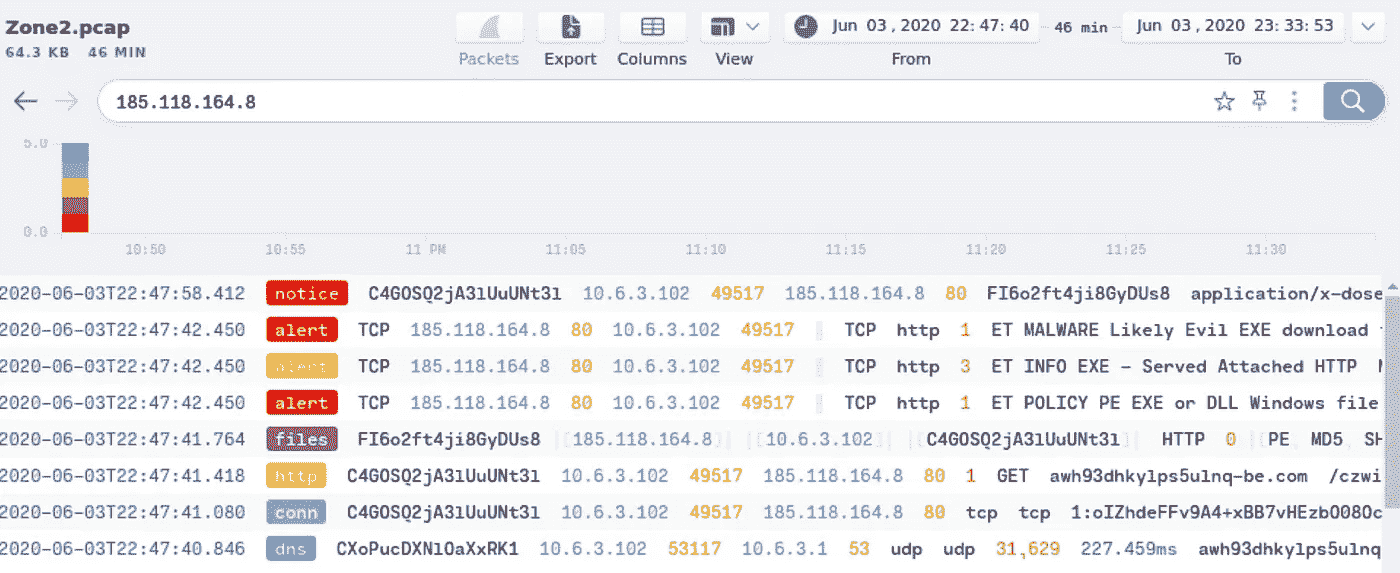 Zone2.pcap
64.3 KB 46 MIN
Packets Export Columns View
Jun 03, 2020 22:47:40 46 min Jun 03, 2020 23:33:53
From To
185.118.164.8
5.0
0.0
10:50 10:55 11 PM 11:05 11:10 11:15 11:20 11:25 11:30
2020-06-03T22:47:58.412 notice C4GOSQ2jA3lUuUNt3l 10.6.3.102 49517 185.118.164.8 80 FI6o2ft4ji8GyDUs8 application/x-dose
2020-06-03T22:47:42.450 alert TCP 185.118.164.8 80 10.6.3.102 49517 TCP http 1 ET MALWARE Likely Evil EXE download
2020-06-03T22:47:42.450 alert TCP 185.118.164.8 80 10.6.3.102 49517 TCP http 3 ET INFO EXE - Served Attached HTTP
2020-06-03T22:47:42.450 alert TCP 185.118.164.8 80 10.6.3.102 49517 TCP http 1 ET POLICY PE EXE or DLL Windows file
2020-06-03T22:47:41.764 files FI6o2ft4ji8GyDUs8 [185.118.164.8] [10.6.3.102] [C4GOSQ2jA3lUuUNt3l] HTTP 0 [PE, MD5, SH
2020-06-03T22:47:41.418 http C4GOSQ2jA3lUuUNt3l 10.6.3.102 49517 185.118.164.8 80 1 GET awh93dhkylps5ulnq-be.com /czwi
2020-06-03T22:47:41.080 conn C4GOSQ2jA3lUuUNt3l 10.6.3.102 49517 185.118.164.8 80 tcp tcp 1:oIZhdeFFv9A4+xBB7vHEzbO08Oc
2020-06-03T22:47:40.846 dns CXoPucDXNlOaXxRK1 10.6.3.102 53117 10.6.3.1 53 udp udp 31,629 227.459ms awh93dhkylps5ulnq